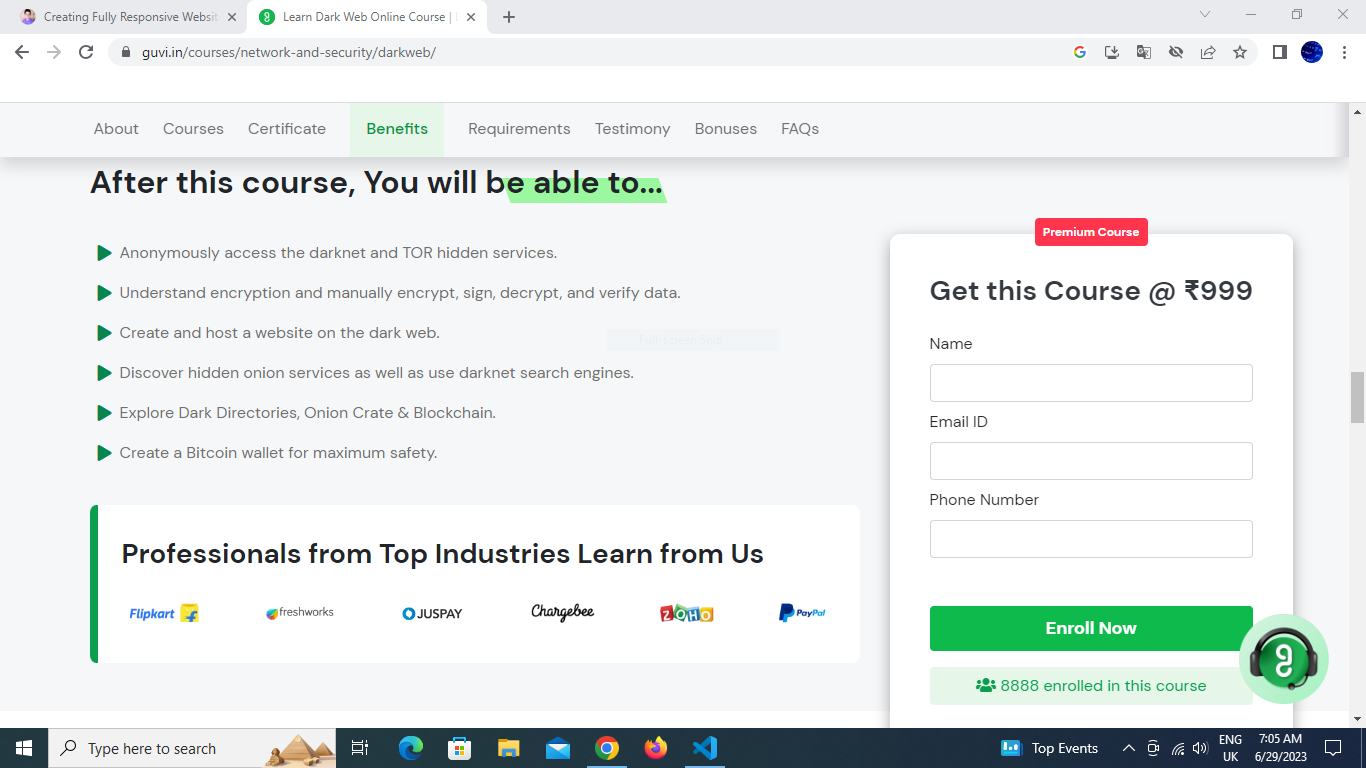 Creating Fully Responsive Websit
Learn Dark Web Online Course |
guvi.in/courses/network-and-security/darkweb/
About Courses Certificate Benefits Requirements Testimony Bonuses FAQs
After this course, You will be able to...
Anonymously access the darknet and TOR hidden services.
Understand encryption and manually encrypt, sign, decrypt, and verify data.
Create and host a website on the dark web.
Discover hidden onion services as well as use darknet search engines.
Explore Dark Directories, Onion Crate & Blockchain.
Create a Bitcoin wallet for maximum safety.
Professionals from Top Industries Learn from Us
Flipkart
freshworks
JUSPAY
Chargebee
ZOHO
PayPal
Premium Course
Get this Course @ ₹999
Name
Email ID
Phone Number
Enroll Now
8888 enrolled in this course
Type here to search
Top Events
ENG
UK
7:05 AM
6/29/2023